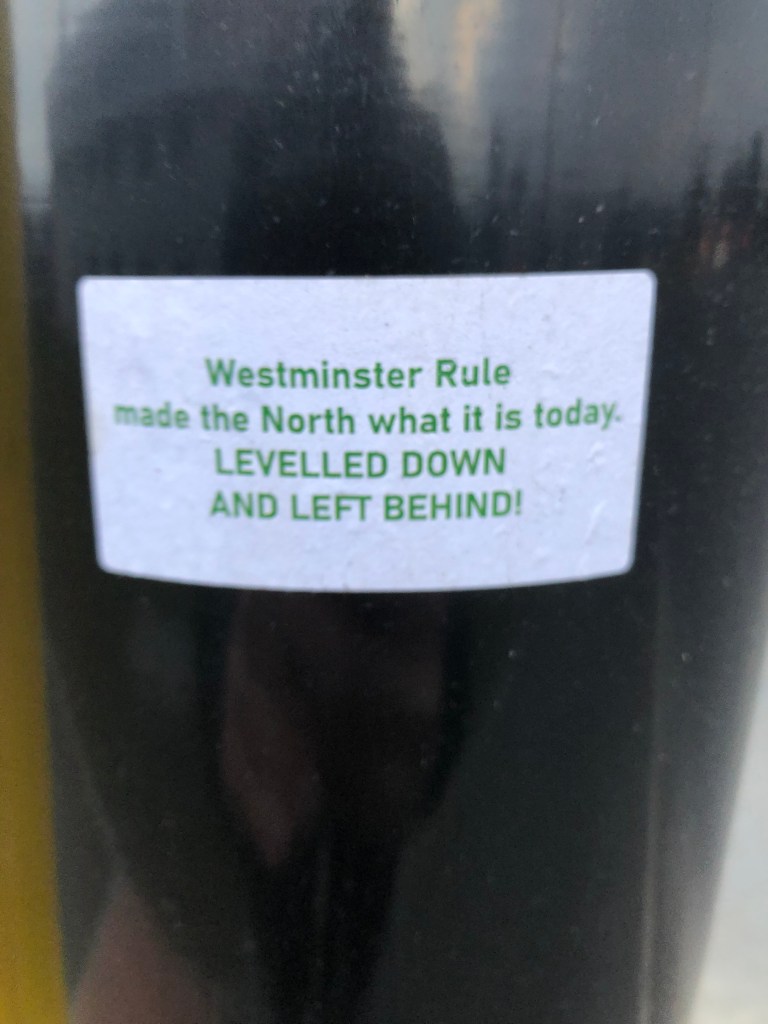 Westminster Rule
made the North what it is today.
LEVELLED DOWN
AND LEFT BEHIND!